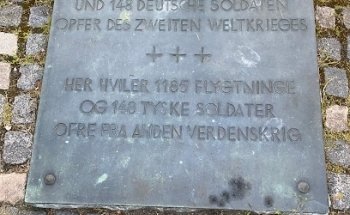 UND 148 DEUTSCHE SOLDATEN
OPFER DES ZWEITEN WELTKRIEGES
+ + +
HER HVILER 1185 FLYGTNINGE
OG 148 TYSKE SOLDATER
OFRE FRA ANDEN VERDENSKRIG